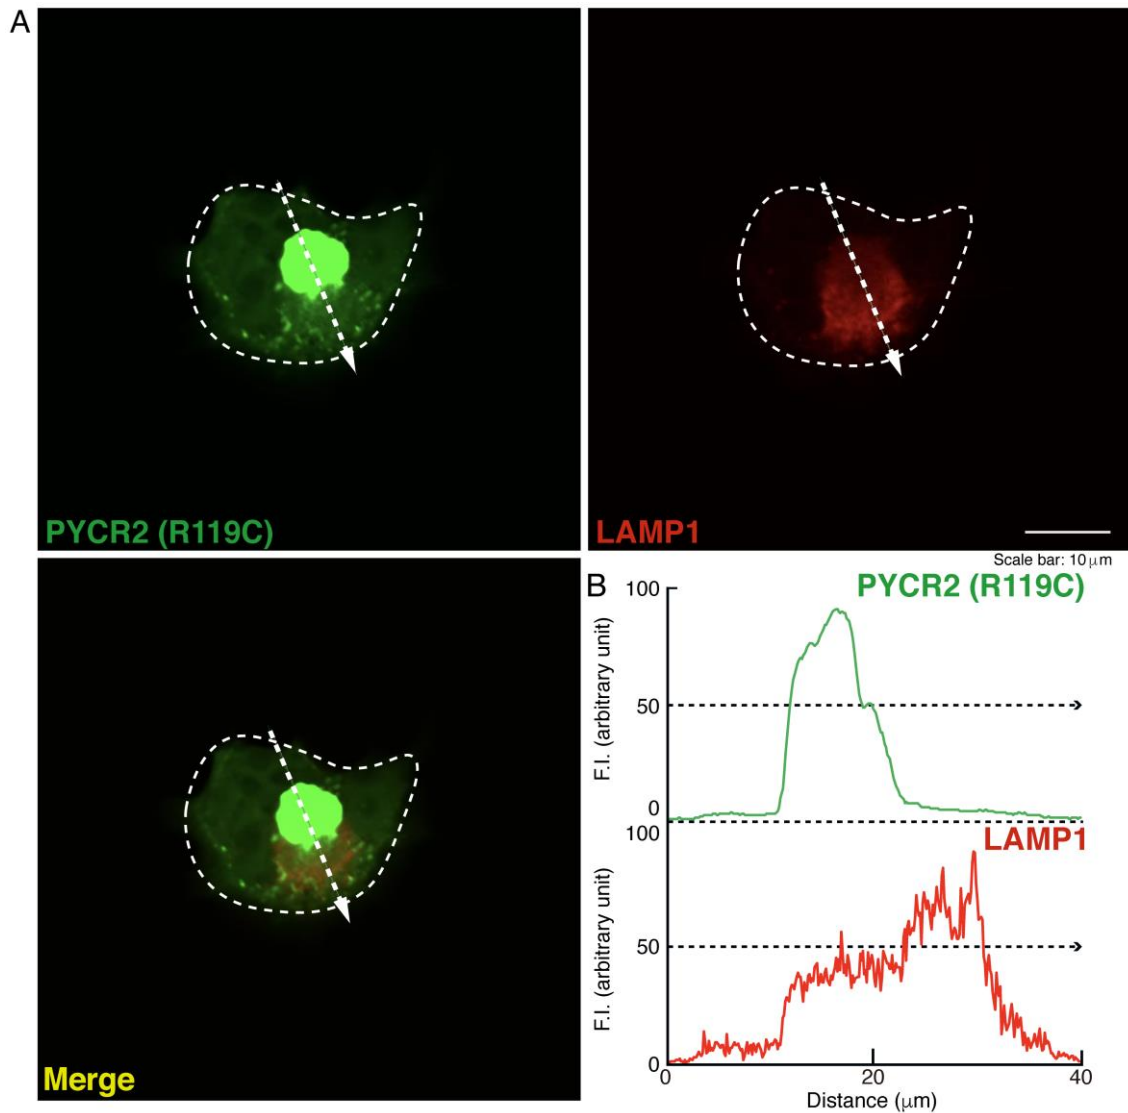 A
PYCR2 (R119C)
LAMP1
Scale bar: 10 μm
Merge
B
PYCR2 (R119C)
100
50
0
F.I. (arbitrary unit)
LAMP1
100
50
0
F.I. (arbitrary unit)
0 20 40
Distance (μm)